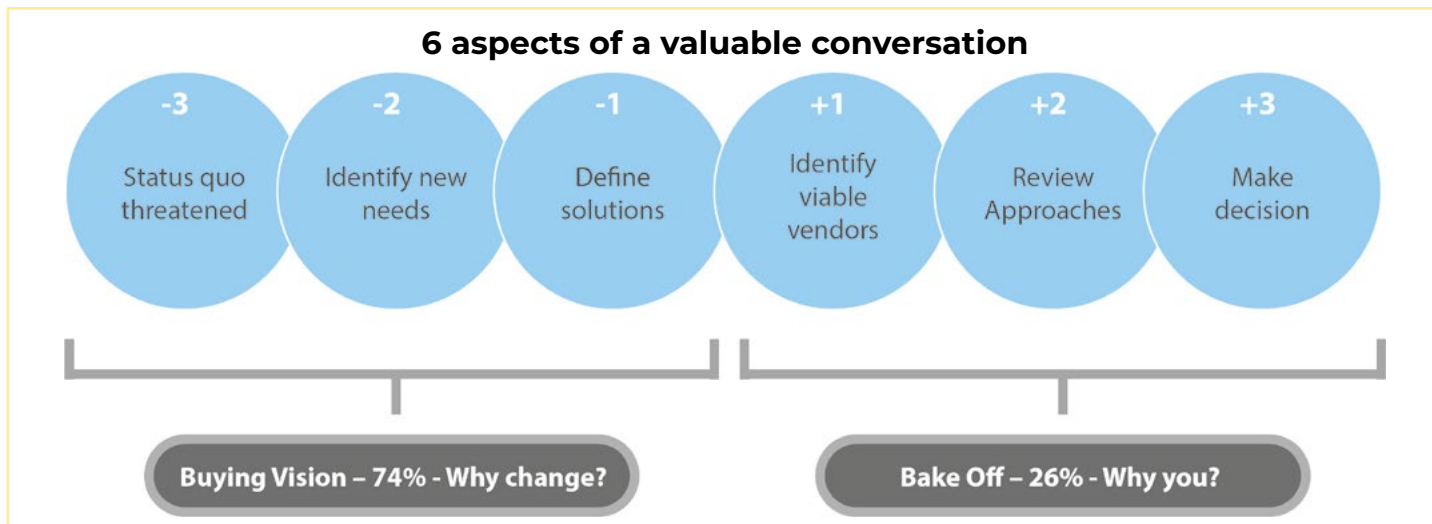 6 aspects of a valuable conversation
-3
Status quo
threatened
-2
Identify new
needs
-1
Define
solutions
+1
Identify
viable
vendors
+2
Review
Approaches
+3
Make
decision
Buying Vision – 74% - Why change?
Bake Off – 26% - Why you?